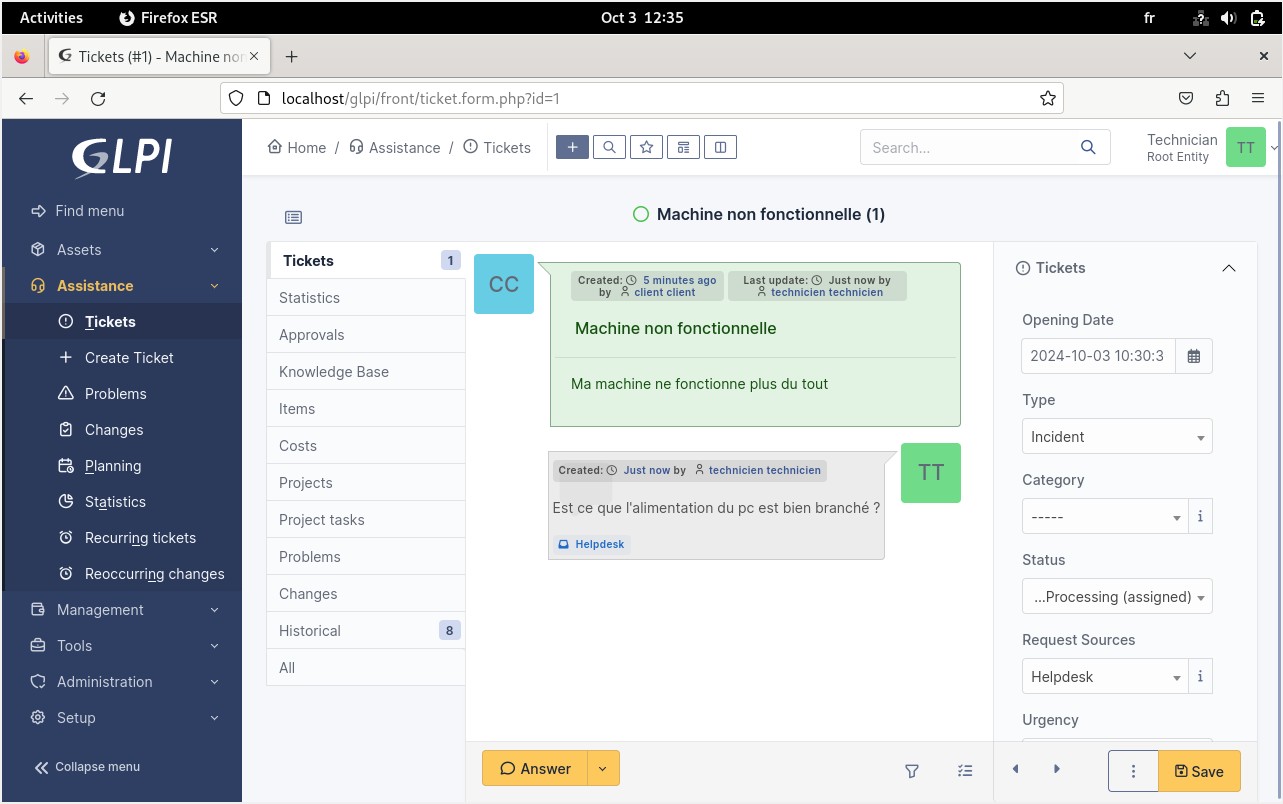 Activities
Firefox ESR
Oct 3 12:35
fr
Tickets (#1) - Machine non
localhost/glpi/front/ticket.form.php?id=1
GLPI
Find menu
Assets
Assistance
Tickets
Create Ticket
Problems
Changes
Planning
Statistics
Recurring tickets
Reoccurring changes
Management
Tools
Administration
Setup
Collapse menu
Home / Assistance / Tickets
Search...
Technician
Root Entity
TT
Machine non fonctionnelle (1)
Tickets 1
Statistics
Approvals
Knowledge Base
Items
Costs
Projects
Project tasks
Problems
Changes
Historical 8
All
CC
Created: 5 minutes ago
by client client
Last update: Just now by
technicien technicien
Machine non fonctionnelle
Ma machine ne fonctionne plus du tout
TT
Created: Just now by technicien technicien
Est ce que l'alimentation du pc est bien branché ?
Helpdesk
Answer
Tickets
Opening Date
2024-10-03 10:30:3
Type
Incident
Category
-----
i
Status
...Processing (assigned)
Request Sources
Helpdesk
i
Urgency
Save